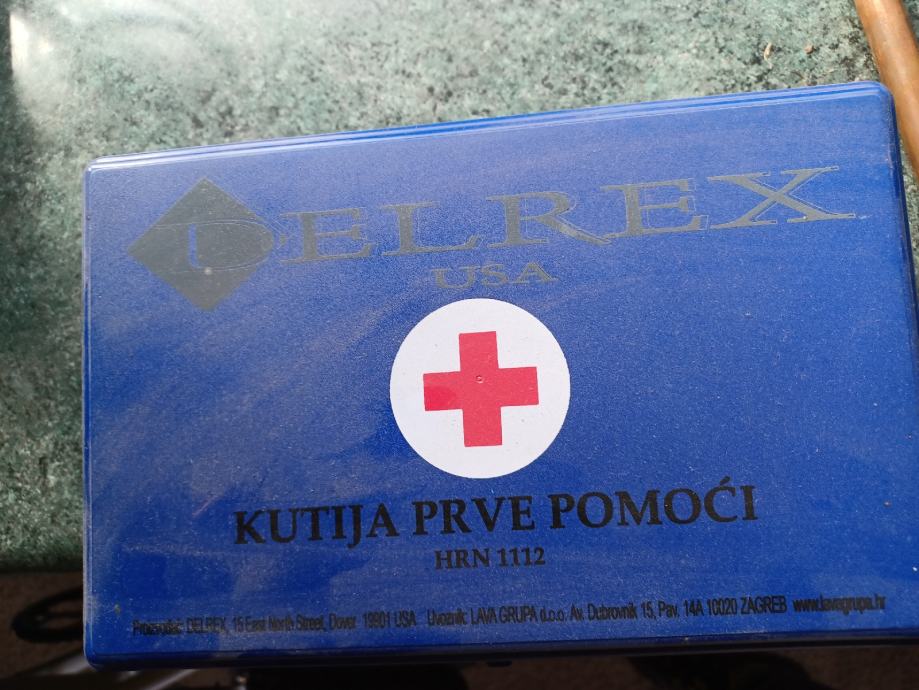 DELREX
USA
KUTIJA PRVE POMOĆI
HRN 1112
Proizvođač: DELREX, 15 East North Street, Dover 19901 USA Uvoznik: LAVA GRUPA d.o.o. Av. Dubrovnik 15, Pav. 14A 10020 ZAGREB www.lavagrupa.hr